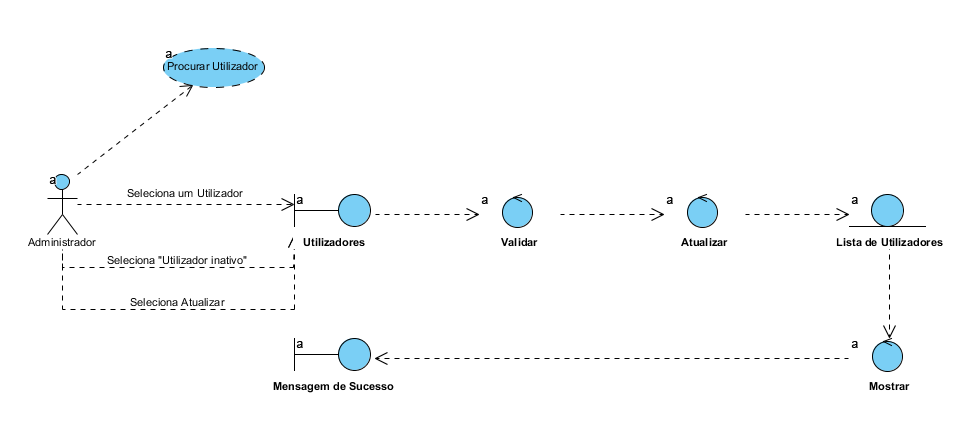 a
Procurar Utilizador
a
Seleciona um Utilizador
a
a
a
a
Administrador
Utilizadores
Validar
Atualizar
Lista de Utilizadores
Seleciona "Utilizador inativo"
Seleciona Atualizar
a
a
Mensagem de Sucesso
Mostrar